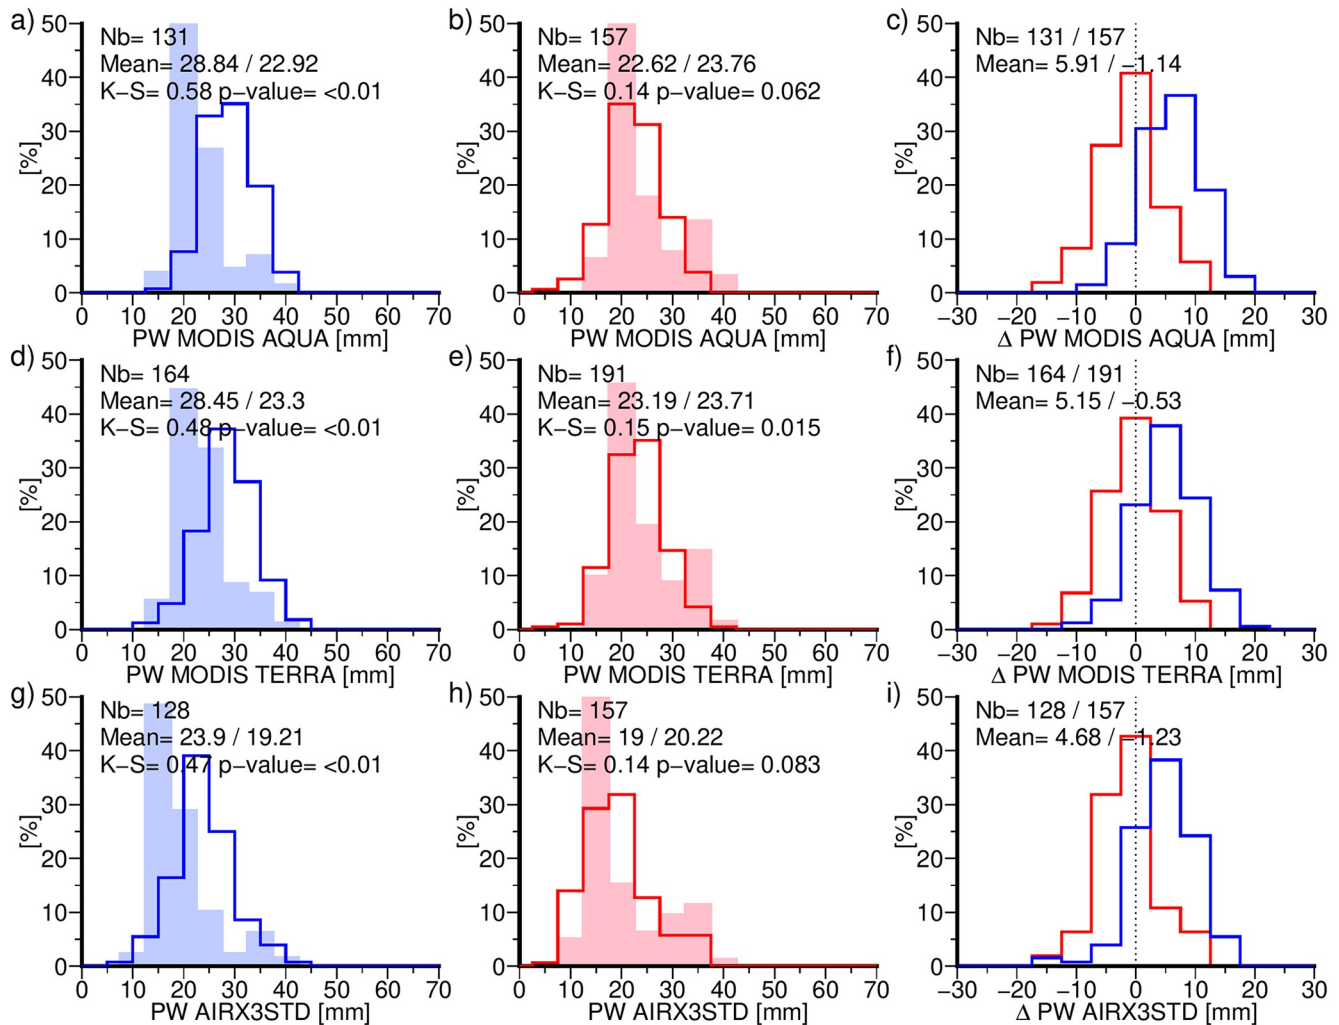 a)
Nb= 131
Mean= 28.84 / 22.92
K−S= 0.58 p−value= <0.01
[%]
50
40
30
20
10
0
0 10 20 30 40 50 60 70
PW MODIS AQUA [mm]
b)
Nb= 157
Mean= 22.62 / 23.76
K−S= 0.14 p−value= 0.062
[%]
50
40
30
20
10
0
0 10 20 30 40 50 60 70
PW MODIS AQUA [mm]
c)
Nb= 131 / 157
Mean= 5.91 / −1.14
[%]
50
40
30
20
10
0
−30 −20 −10 0 10 20 30
Δ PW MODIS AQUA [mm]
d)
Nb= 164
Mean= 28.45 / 23.3
K−S= 0.48 p−value= <0.01
[%]
50
40
30
20
10
0
0 10 20 30 40 50 60 70
PW MODIS TERRA [mm]
e)
Nb= 191
Mean= 23.19 / 23.71
K−S= 0.15 p−value= 0.015
[%]
50
40
30
20
10
0
0 10 20 30 40 50 60 70
PW MODIS TERRA [mm]
f)
Nb= 164 / 191
Mean= 5.15 / −0.53
[%]
50
40
30
20
10
0
−30 −20 −10 0 10 20 30
Δ PW MODIS TERRA [mm]
g)
Nb= 128
Mean= 23.9 / 19.21
K−S= 0.47 p−value= <0.01
[%]
50
40
30
20
10
0
0 10 20 30 40 50 60 70
PW AIRX3STD [mm]
h)
Nb= 157
Mean= 19 / 20.22
K−S= 0.14 p−value= 0.083
[%]
50
40
30
20
10
0
0 10 20 30 40 50 60 70
PW AIRX3STD [mm]
i)
Nb= 128 / 157
Mean= 4.68 / −1.23
[%]
50
40
30
20
10
0
−30 −20 −10 0 10 20 30
Δ PW AIRX3STD [mm]